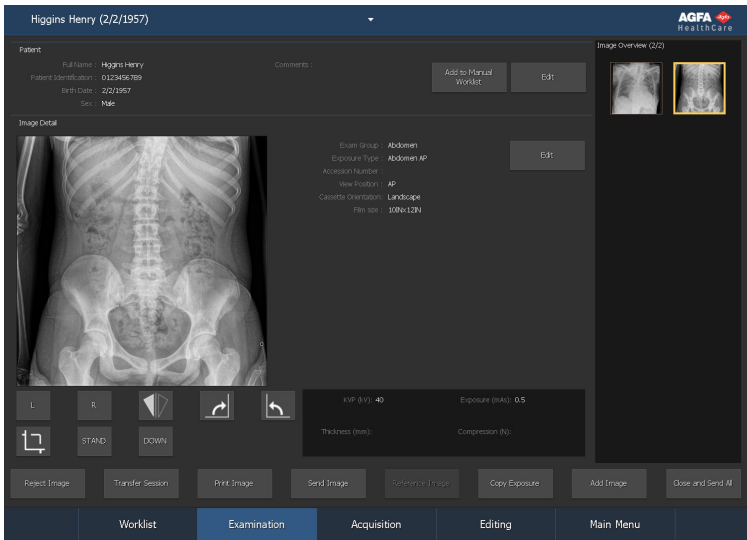 Higgins Henry (2/2/1957)
AGFA
HealthCare
Patient
Full Name : Higgins Henry
Comments :
Patient Identification : 0123456789
Birth Date : 2/2/1957
Sex : Male
Add to Manual
Worklist
Edit
Image Overview (2/2)
Image Detail
Exam Group : Abdomen
Exposure Type : Abdomen AP
Accession Number :
View Position : AP
Cassette Orientation: Landscape
Film size : 10INx12IN
Edit
L
R
STAND
DOWN
KVP (kV): 40
Exposure (mAs): 0.5
Thickness (mm):
Compression (N):
Reject Image
Transfer Session
Print Image
Send Image
Reference Image
Copy Exposure
Add Image
Close and Send All
Worklist
Examination
Acquisition
Editing
Main Menu